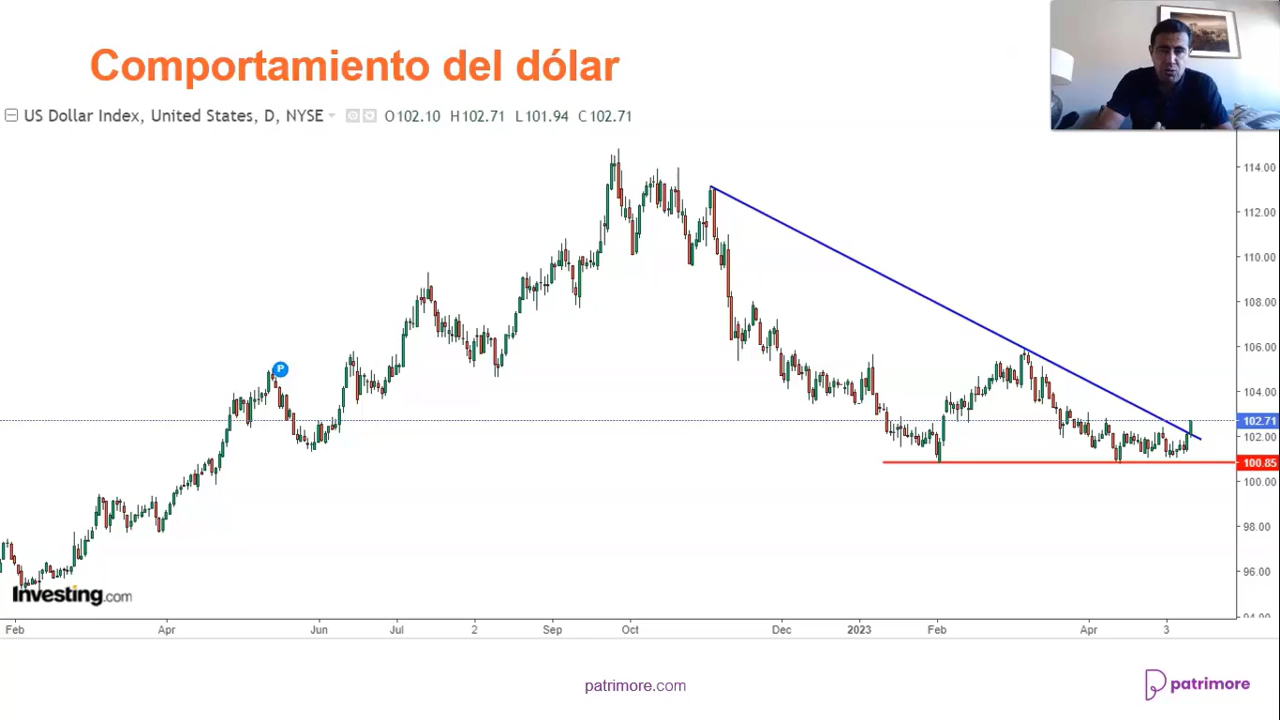 Comportamiento del dólar
US Dollar Index, United States, D, NYSE O102.10 H102.71 L101.94 C102.71
114.00
112.00
110.00
108.00
106.00
104.00
102.71
102.00
100.85
100.00
98.00
96.00
94.00
P
Investing.com
Feb Apr Jun Jul 2 Sep Oct Dec 2023 Feb Apr 3
patrimore.com
patrimore